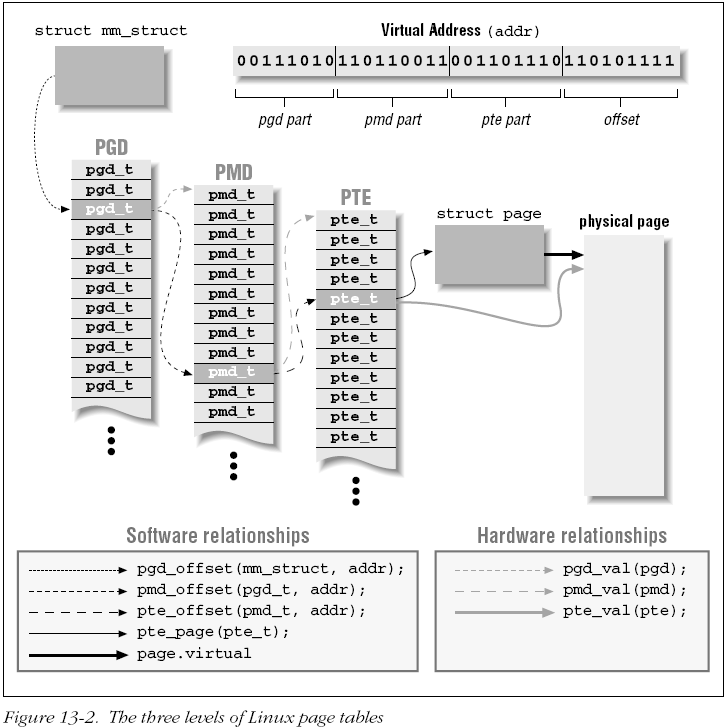 struct mm_struct
Virtual Address (addr)
00111010 110110011 001101110 110101111
pgd part pmd part pte part offset
PGD
pgd_t
pgd_t
pgd_t
pgd_t
pgd_t
pgd_t
pgd_t
pgd_t
pgd_t
pgd_t
pgd_t
pgd_t
PMD
pmd_t
pmd_t
pmd_t
pmd_t
pmd_t
pmd_t
pmd_t
pmd_t
pmd_t
pmd_t
pmd_t
pmd_t
PTE
pte_t
pte_t
pte_t
pte_t
pte_t
pte_t
pte_t
pte_t
pte_t
pte_t
pte_t
pte_t
struct page
physical page
Software relationships
pgd_offset(mm_struct, addr);
pmd_offset(pgd_t, addr);
pte_offset(pmd_t, addr);
pte_page(pte_t);
page.virtual
Hardware relationships
pgd_val(pgd);
pmd_val(pmd);
pte_val(pte);
Figure 13-2. The three levels of Linux page tables